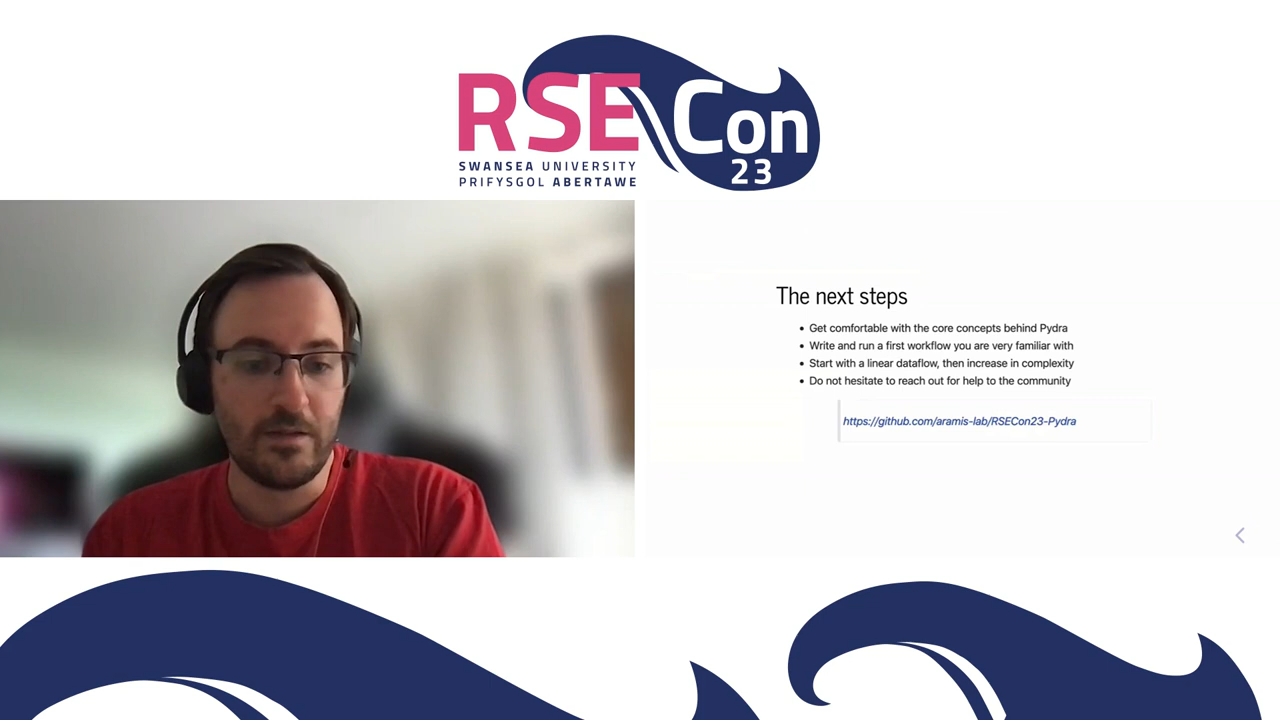 RSE Con
23
SWANSEA UNIVERSITY
PRIFYSGOL ABERTAWE
The next steps
• Get comfortable with the core concepts behind Pydra
• Write and run a first workflow you are very familiar with
• Start with a linear dataflow, then increase in complexity
• Do not hesitate to reach out for help to the community
https://github.com/aramis-lab/RSECon23-Pydra